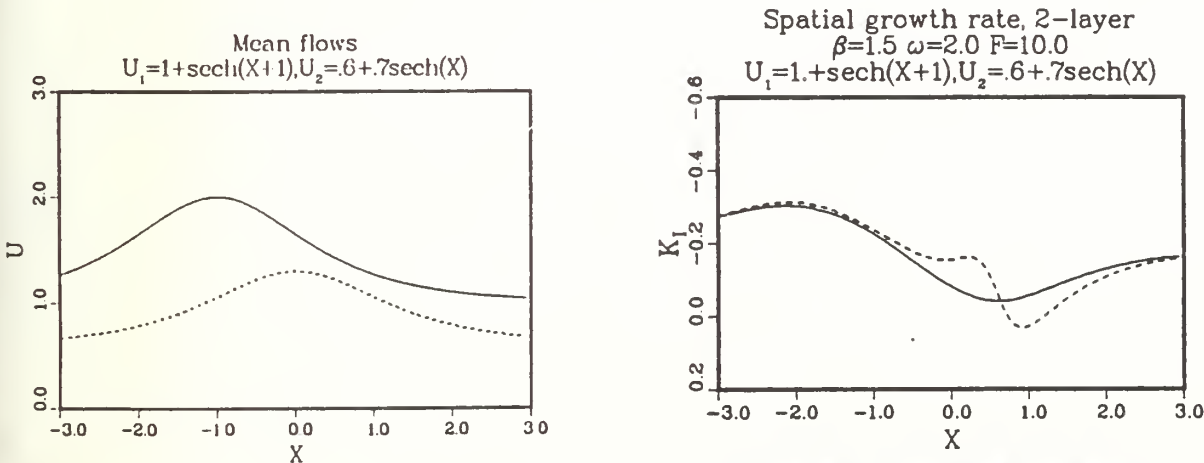 Mean flows
U₁=1+sech(X+1),U₂=.6+.7sech(X)
3.0
2.0
1.0
0.0
U
-3.0 -2.0 -1.0 0.0 1.0 2.0 3.0
X
Spatial growth rate, 2-layer
β=1.5 ω=2.0 F=10.0
U₁=1.+sech(X+1),U₂=.6+.7sech(X)
-0.6
-0.4
-0.2
0.0
0.2
K_I
-3.0 -2.0 -1.0 0.0 1.0 2.0 3.0
X